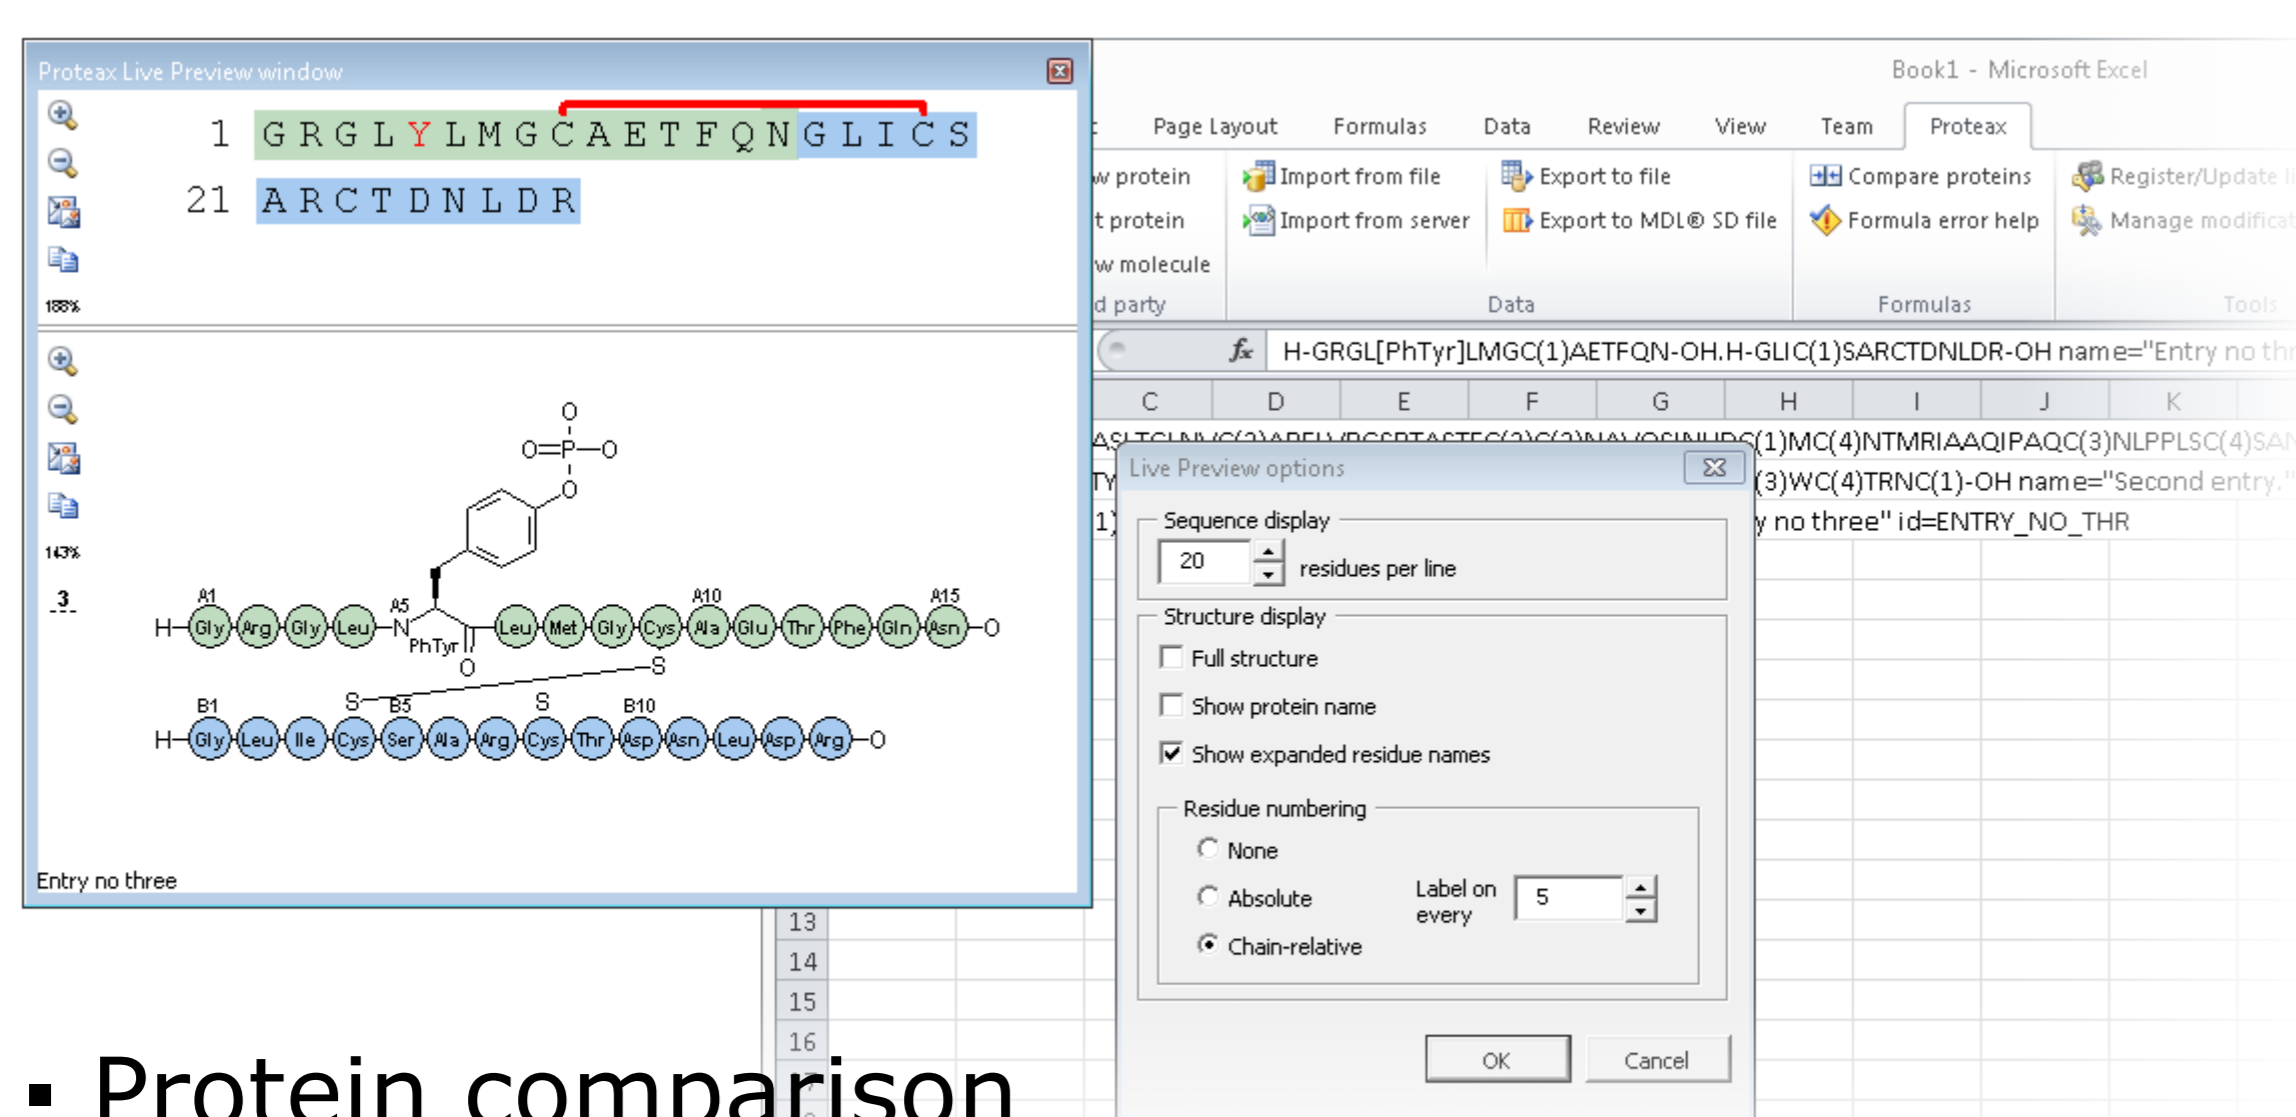 Proteax Live Preview window
1 GRGLYLMGCAETFQNGLICS
21 ARCTDNLDR
188%
143%
3
O
O=P—O
O
A1 A5 A10 A15
H Gly Arg Gly Leu N PhTyr O Leu Met Gly Cys Ala Glu Thr Phe Gln Asn O
S
S S
B1 B5 B10
H Gly Leu Ile Cys Ser Ala Arg Cys Thr Asp Asn Leu Asp Arg O
Entry no three
Book1 - Microsoft Excel
Page Layout Formulas Data Review View Team Proteax
w protein Import from file Export to file Compare proteins Register/Update
t protein Import from server Export to MDL® SD file Formula error help Manage
w molecule
d party Data Formulas Tools
fx H-GRGL[PhTyr]LMGC(1)AETFQN-OH.H-GLIC(1)SARCTDNLDR-OH name="Entry no
C D E F G H I J K
(1)MC(4)NTMRIAAQIPAQC(3)NLPPLSC(4)SAN
TY (3)WC(4)TRNC(1)-OH name="Second entry."
1) y no three" id=ENTRY_NO_THR
Live Preview options
Sequence display
20 residues per line
Structure display
Full structure
Show protein name
Show expanded residue names
Residue numbering
None
Absolute
Chain-relative
Label on every 5
OK Cancel
13
14
15
16
17
▪ Protein comparison